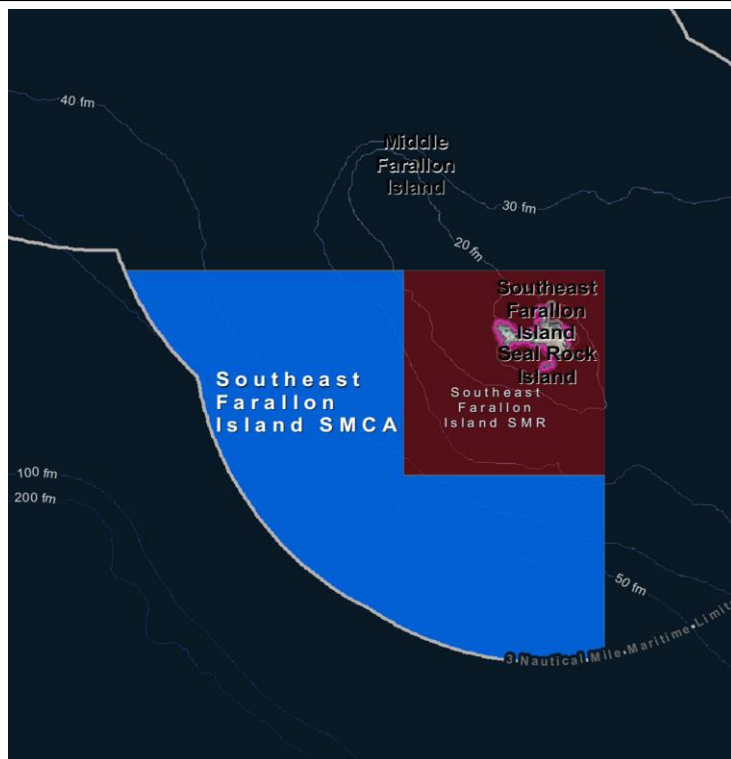 40 fm
Middle
Farallon
Island
30 fm
20 fm
Southeast
Farallon
Island
Seal Rock
Island
Southeast
Farallon
Island SMCA
Southeast
Farallon
Island SMR
100 fm
200 fm
50 fm
3 Nautical Mile Maritime Limit